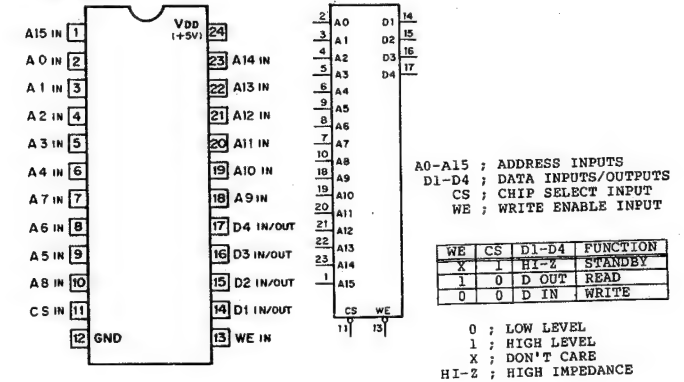 A15 IN 1
VDD (+5V) 24
A0 IN 2
23 A14 IN
A1 IN 3
22 A13 IN
A2 IN 4
21 A12 IN
A3 IN 5
20 A11 IN
A4 IN 6
19 A10 IN
A7 IN 7
18 A9 IN
A6 IN 8
17 D4 IN/OUT
A5 IN 9
16 D3 IN/OUT
A8 IN 10
15 D2 IN/OUT
CS IN 11
14 D1 IN/OUT
12 GND
13 WE IN
2 A0 D1 14
3 A1 D2 15
4 A2 D3 16
5 A3 D4 17
6 A4
9 A5
8 A6
7 A7
10 A8
18 A9
19 A10
20 A11
21 A12
22 A13
23 A14
1 A15
CS WE
11 13
A0-A15 ; ADDRESS INPUTS
D1-D4 ; DATA INPUTS/OUTPUTS
CS ; CHIP SELECT INPUT
WE ; WRITE ENABLE INPUT
WE CS D1-D4 FUNCTION
X 1 HI-Z STANDBY
1 0 D OUT READ
0 0 D IN WRITE
0 ; LOW LEVEL
1 ; HIGH LEVEL
X ; DON'T CARE
HI-Z ; HIGH IMPEDANCE